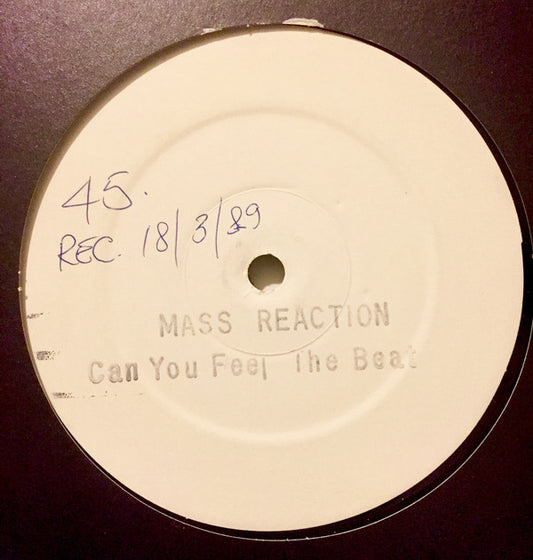 45.
REC. 18/3/89
MASS REACTION
Can You Feel The Beat